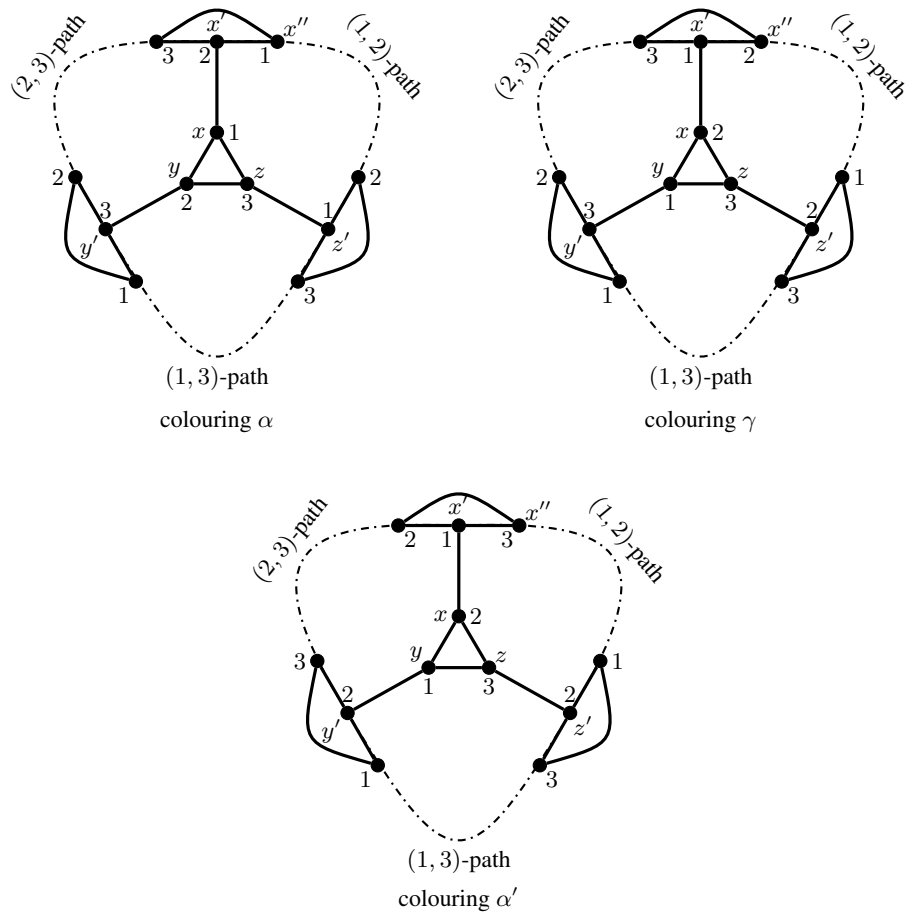 x′ x″
(2, 3)-path (1, 2)-path
3 2 1
x 1
y z
2 2
2 3
3 1
y′ z′
1 3
(1, 3)-path
colouring α
x′ x″
(2, 3)-path (1, 2)-path
3 1 2
x 2
y z
2 1
1 3
3 2
y′ z′
1 3
(1, 3)-path
colouring γ
x′ x″
(2, 3)-path (1, 2)-path
2 1 3
x 2
y z
3 1
1 3
2 2
y′ z′
1 3
(1, 3)-path
colouring α′